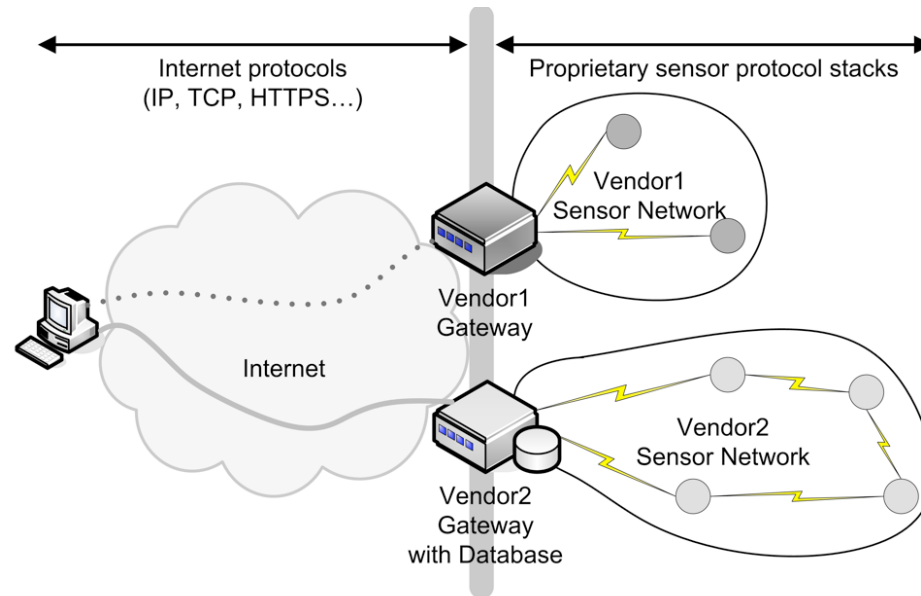 Internet protocols
(IP, TCP, HTTPS…)
Proprietary sensor protocol stacks
Vendor1
Sensor Network
Vendor1
Gateway
Internet
Vendor2
Sensor Network
Vendor2
Gateway
with Database